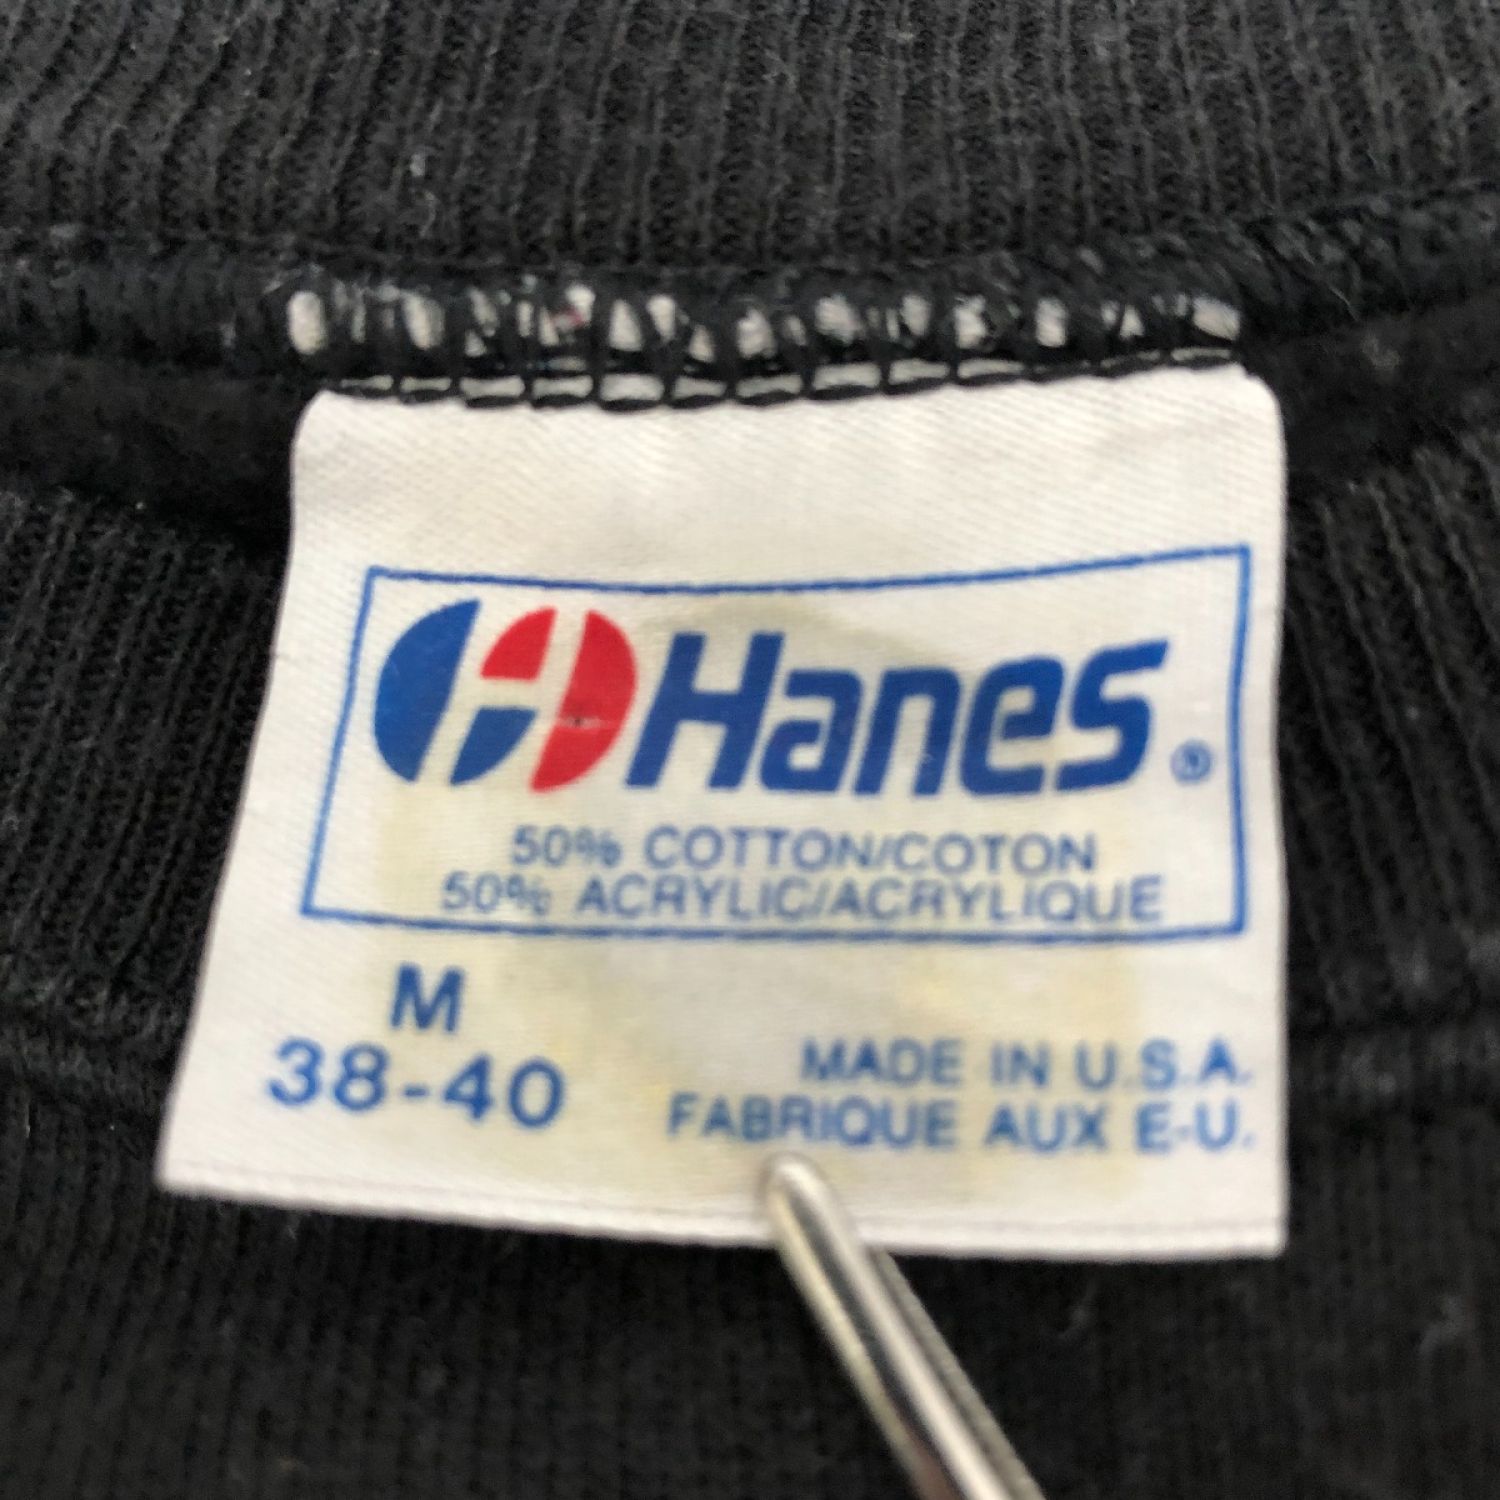 Hanes®
50% COTTON/COTON
50% ACRYLIC/ACRYLIQUE
M
38-40
MADE IN U.S.A.
FABRIQUE AUX E-U.